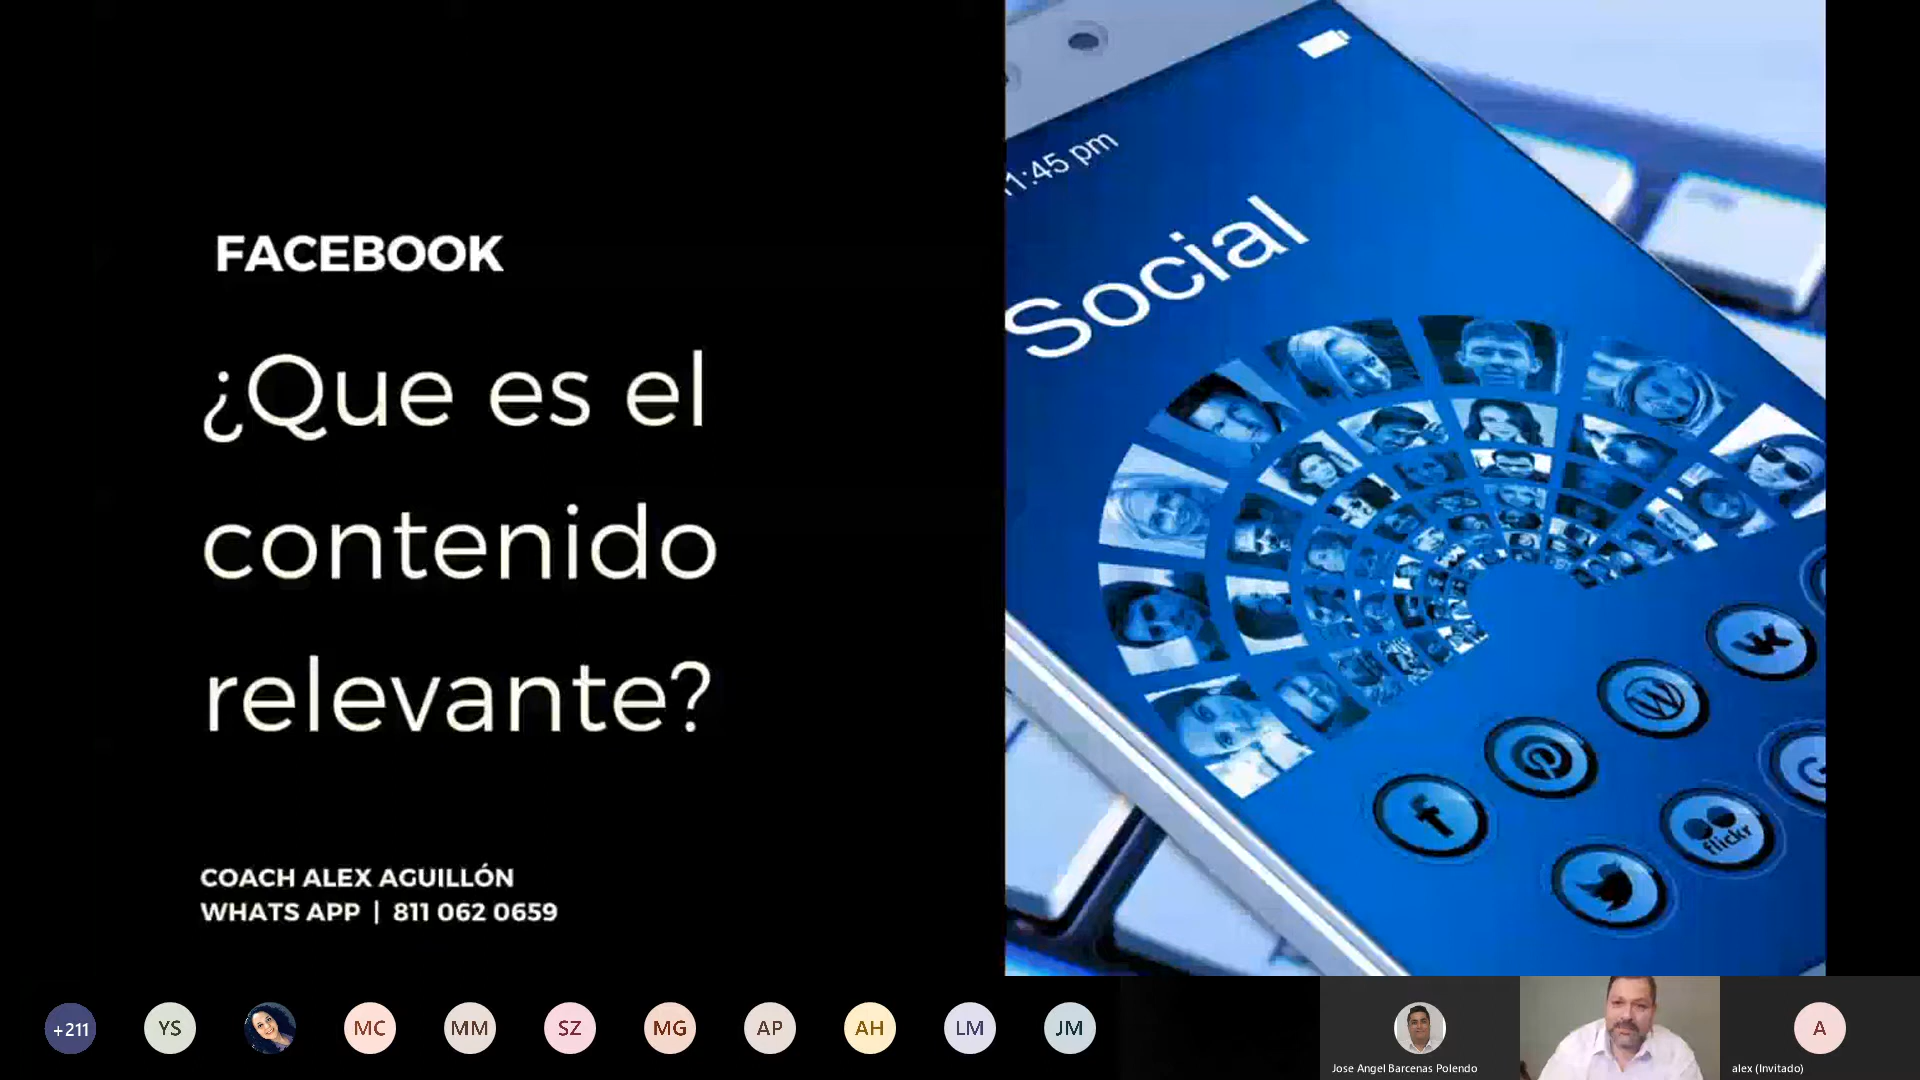 FACEBOOK
¿Que es el
contenido
relevante?
COACH ALEX AGUILLÓN
WHATS APP | 811 062 0659
1:45 pm
Social
flickr
+211
YS
MC
MM
SZ
MG
AP
AH
LM
JM
Jose Angel Barcenas Polendo
A
alex (Invitado)